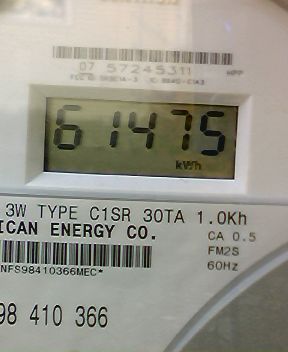 07 57245311
HPP
61475
kWh
3W TYPE C1SR 30TA 1.0Kh
ICAN ENERGY CO.
CA 0.5
FM2S
60Hz
NFS98410366MEC*
98 410 366